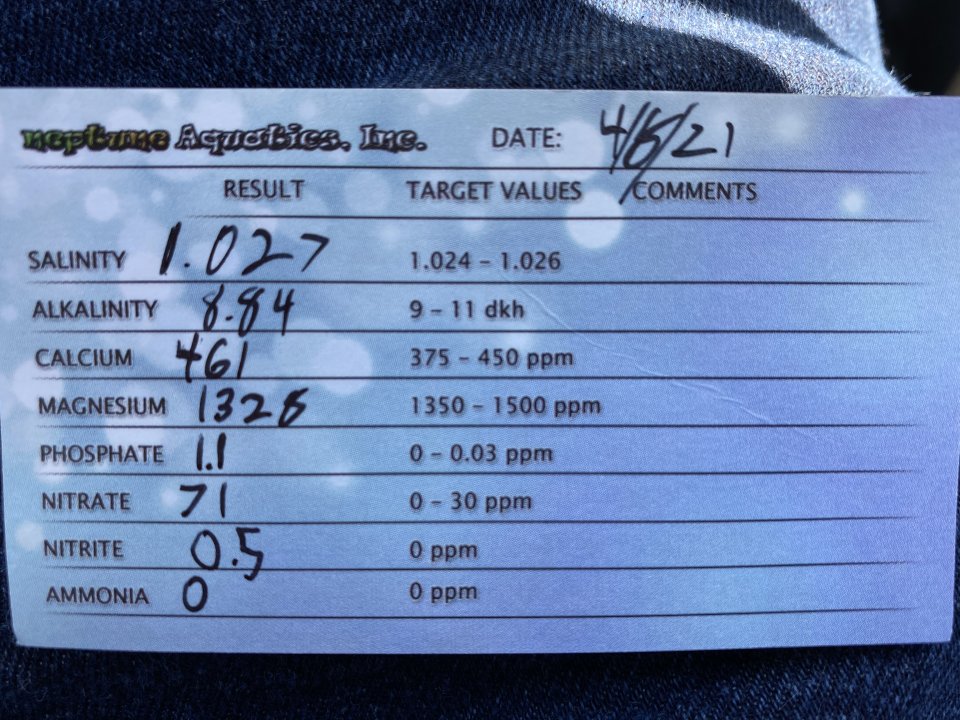 neptune Aquatics, Inc. DATE: 4/6/21
RESULT TARGET VALUES COMMENTS
SALINITY 1.027 1.024 – 1.026
ALKALINITY 8.84 9 – 11 dkh
CALCIUM 461 375 – 450 ppm
MAGNESIUM 1328 1350 – 1500 ppm
PHOSPHATE 1.1 0 – 0.03 ppm
NITRATE 71 0 – 30 ppm
NITRITE 0.5 0 ppm
AMMONIA 0 0 ppm